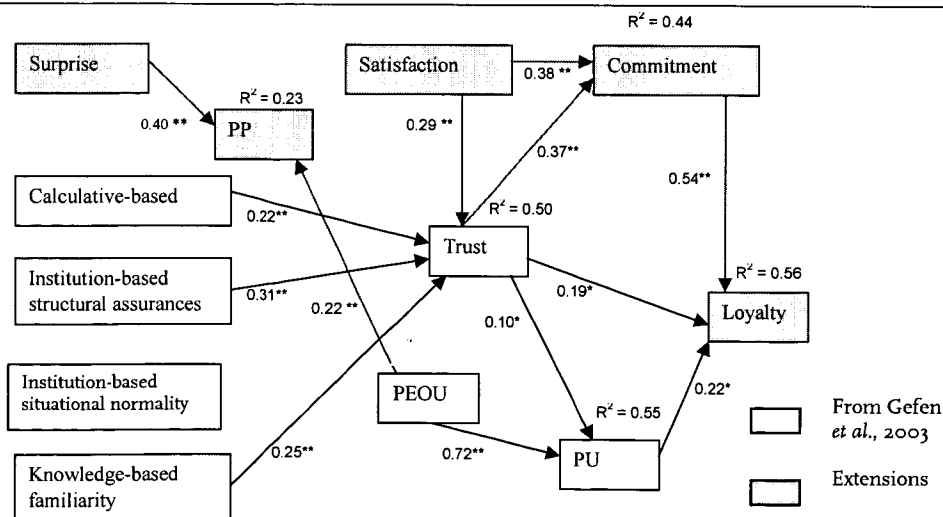 R² = 0.44
Surprise
Satisfaction
0.38 **
Commitment
R² = 0.23
0.40 **
PP
0.29 **
0.37**
0.54**
Calculative-based
0.22**
R² = 0.50
Trust
Institution-based
structural assurances
0.31**
0.22 **
0.19*
R² = 0.56
Loyalty
0.10*
Institution-based
situational normality
PEOU
0.22*
R² = 0.55
From Gefen
et al., 2003
0.25**
0.72**
PU
Knowledge-based
familiarity
Extensions